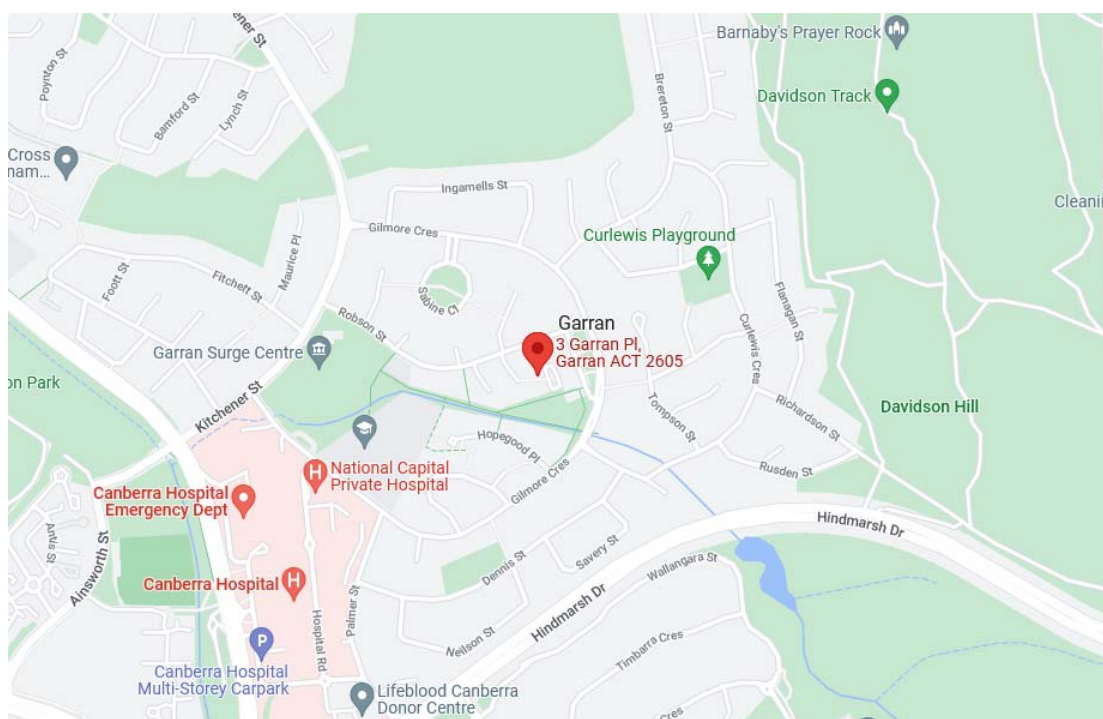 Kitchener St
Poynton St
Bamford St
Lynch St
Cross
nam...
Barnaby's Prayer Rock
Davidson Track
Brereton St
Cleanin
Ingamells St
Gilmore Cres
Curlewis Playground
Foott St
Fitchett St
Maurice Pl
Sabine Cl
Robson St
Flanagan St
Curlewis Cres
Garran
3 Garran Pl,
Garran ACT 2605
Garran Surge Centre
on Park
Kitchener St
Davidson Hill
Richardson St
Tompson St
Rusden St
Hopegood Pl
Gilmore Cres
National Capital
Private Hospital
Canberra Hospital
Emergency Dept
Hindmarsh Dr
Ainsworth St
Canberra Hospital
Hospital Rd
Palmer St
Dennis St
Savery St
Wallangara St
Hindmarsh Dr
Neilson St
Timbarra Cres
Canberra Hospital
Multi-Storey Carpark
Lifeblood Canberra
Donor Centre
H
H
P